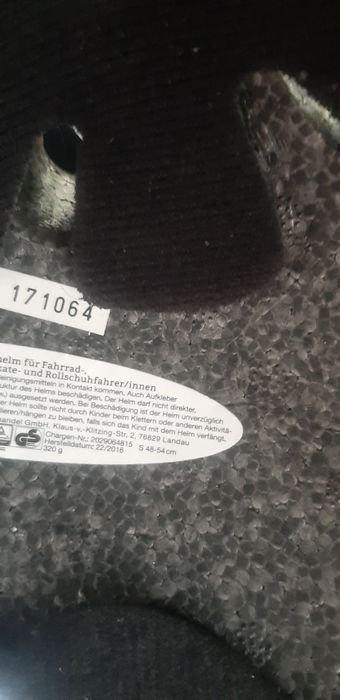 171064
helm für Fahrrad-,
kate- und Rollschuhfahrer/innen
einigungsmitteln in Kontakt kommen. Auch Aufkleber
uktur des Helms beschädigen. Der Helm darf nicht direkter,
ausgesetzt werden. Bei Beschädigung ist der Helm unverzüglich
er Helm sollte nicht durch Kinder beim Klettern oder anderen Aktivitä-
lieren/hängen zu bleiben, falls sich das Kind mit dem Helm verfängt.
handel GmbH, Klaus-v.-Klitzing-Str. 2, 76829 Landau
Chargen-Nr.: 2029064815 S 48-54cm
Herstelldatum: 22/2016
320 g